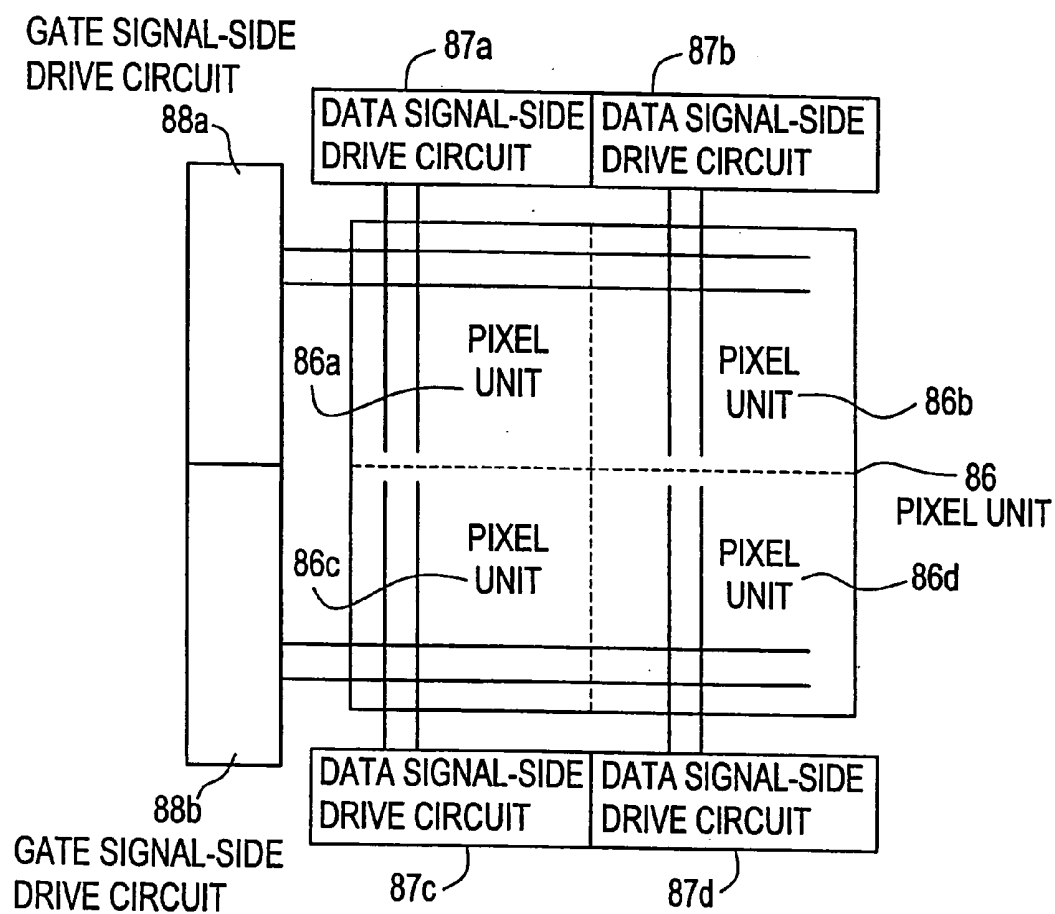 GATE SIGNAL-SIDE
DRIVE CIRCUIT
88a
87a
87b
DATA SIGNAL-SIDE
DRIVE CIRCUIT
DATA SIGNAL-SIDE
DRIVE CIRCUIT
86a
PIXEL
UNIT
PIXEL
UNIT
86b
86
PIXEL UNIT
86c
PIXEL
UNIT
PIXEL
UNIT
86d
88b
GATE SIGNAL-SIDE
DRIVE CIRCUIT
DATA SIGNAL-SIDE
DRIVE CIRCUIT
DATA SIGNAL-SIDE
DRIVE CIRCUIT
87c
87d